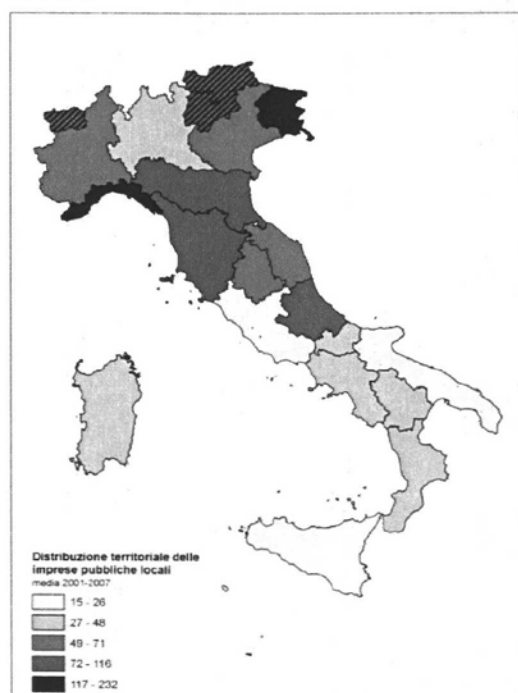 Distribuzione territoriale delle
imprese pubbliche locali
media 2001-2007
15 - 26
27 - 48
49 - 71
72 - 116
117 - 232